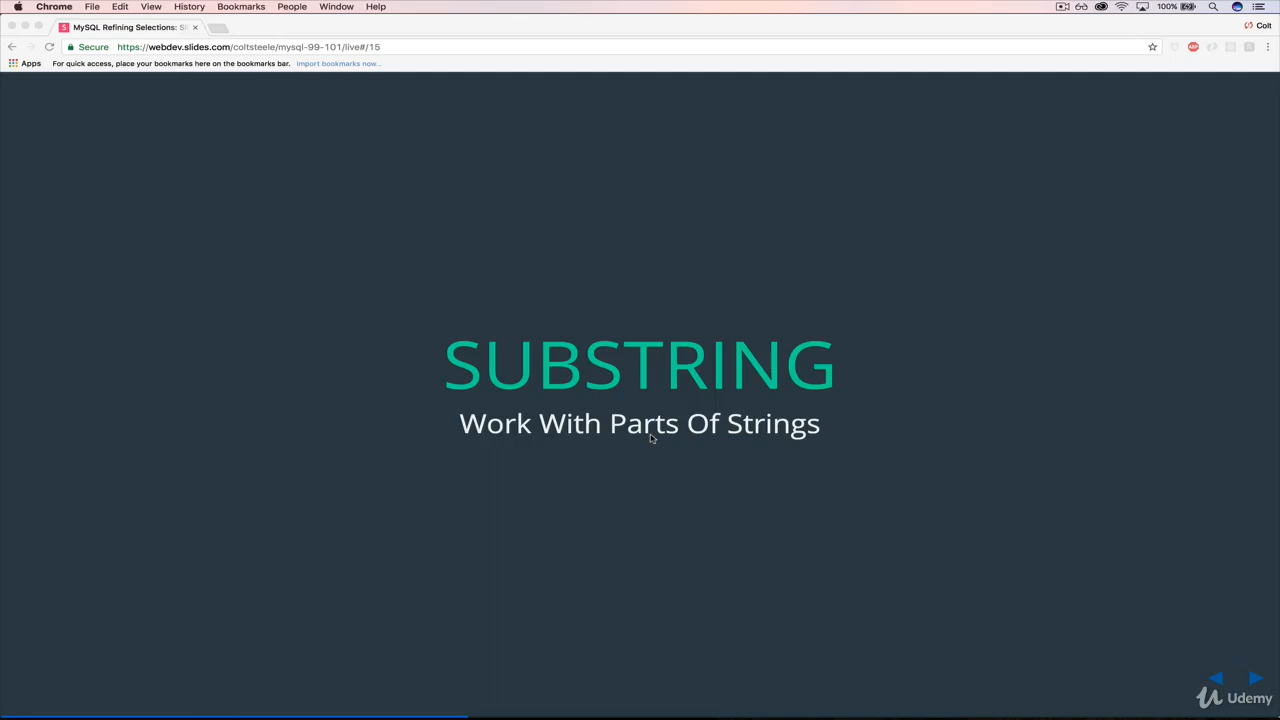 Chrome File Edit View History Bookmarks People Window Help 100%
MySQL Refining Selections: Colt
Secure https://webdev.slides.com/coltsteele/mysql-99-101/live#/15
Apps For quick access, place your bookmarks here on the bookmarks bar. Import bookmarks now...
SUBSTRING
Work With Parts Of Strings
Udemy